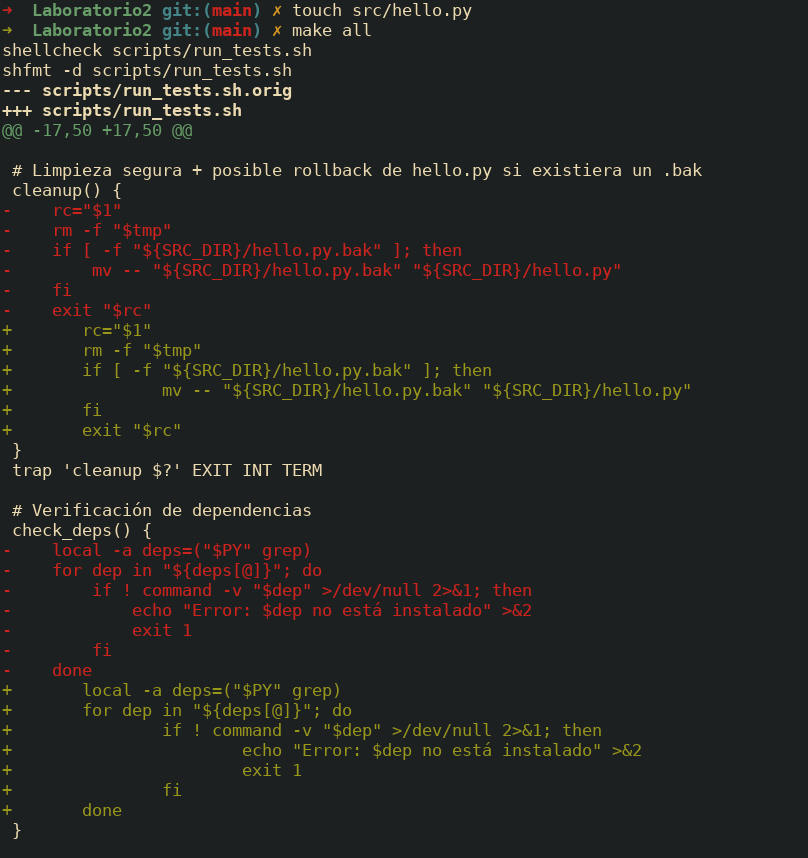 ➜  Laboratorio2 git:(main) ✗ touch src/hello.py
➜  Laboratorio2 git:(main) ✗ make all
shellcheck scripts/run_tests.sh
shfmt -d scripts/run_tests.sh
--- scripts/run_tests.sh.orig
+++ scripts/run_tests.sh
@@ -17,50 +17,50 @@

 # Limpieza segura + posible rollback de hello.py si existiera un .bak
 cleanup() {
-    rc="$1"
-    rm -f "$tmp"
-    if [ -f "${SRC_DIR}/hello.py.bak" ]; then
-        mv -- "${SRC_DIR}/hello.py.bak" "${SRC_DIR}/hello.py"
-    fi
-    exit "$rc"
+       rc="$1"
+       rm -f "$tmp"
+       if [ -f "${SRC_DIR}/hello.py.bak" ]; then
+               mv -- "${SRC_DIR}/hello.py.bak" "${SRC_DIR}/hello.py"
+       fi
+       exit "$rc"
 }
 trap 'cleanup $?' EXIT INT TERM

 # Verificación de dependencias
 check_deps() {
-    local -a deps=("$PY" grep)
-    for dep in "${deps[@]}"; do
-        if ! command -v "$dep" >/dev/null 2>&1; then
-            echo "Error: $dep no está instalado" >&2
-            exit 1
-        fi
-    done
+       local -a deps=("$PY" grep)
+       for dep in "${deps[@]}"; do
+               if ! command -v "$dep" >/dev/null 2>&1; then
+                       echo "Error: $dep no está instalado" >&2
+                       exit 1
+               fi
+       done
 }